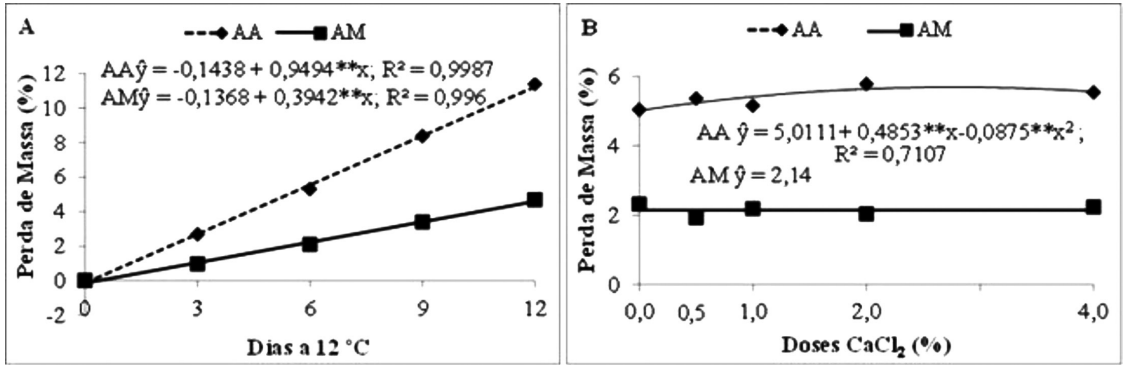 A
AA AM
AA ŷ = -0,1438 + 0,9494**x; R² = 0,9987
AM ŷ = -0,1368 + 0,3942**x; R² = 0,996
Perda de Massa (%)
12
10
8
6
4
2
0
-2
0 3 6 9 12
Dias a 12 °C
B
AA AM
AA ŷ = 5,0111+ 0,4853**x-0,0875**x² ;
R² = 0,7107
AM ŷ = 2,14
Perda de Massa (%)
6
4
2
0
0,0 0,5 1,0 2,0 4,0
Doses CaCl₂ (%)